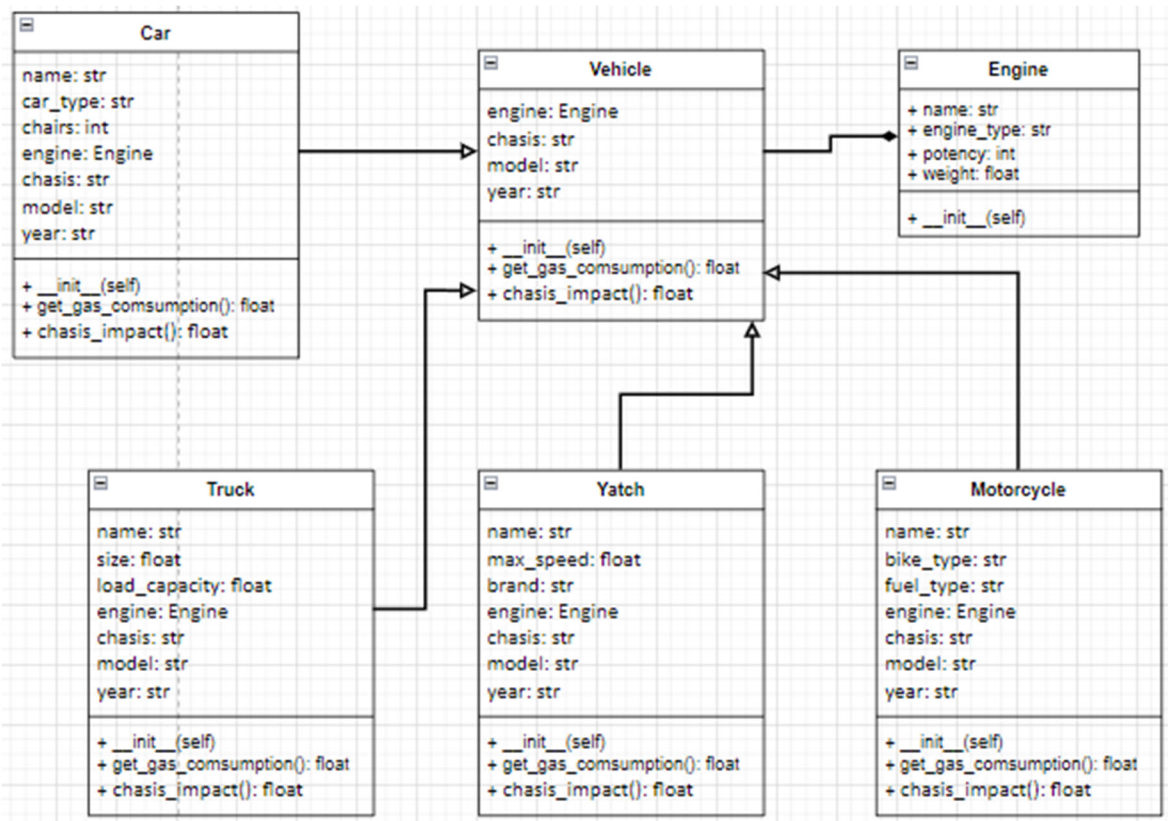 Car
name: str
car_type: str
chairs: int
engine: Engine
chasis: str
model: str
year: str
+ __init__(self)
+ get_gas_comsumption(): float
+ chasis_impact(): float
Vehicle
engine: Engine
chasis: str
model: str
year: str
+ __init__(self)
+ get_gas_comsumption(): float
+ chasis_impact(): float
Engine
+ name: str
+ engine_type: str
+ potency: int
+ weight: float
+ __init__(self)
Truck
name: str
size: float
load_capacity: float
engine: Engine
chasis: str
model: str
year: str
+ __init__(self)
+ get_gas_comsumption(): float
+ chasis_impact(): float
Yatch
name: str
max_speed: float
brand: str
engine: Engine
chasis: str
model: str
year: str
+ __init__(self)
+ get_gas_comsumption(): float
+ chasis_impact(): float
Motorcycle
name: str
bike_type: str
fuel_type: str
engine: Engine
chasis: str
model: str
year: str
+ __init__(self)
+ get_gas_comsumption(): float
+ chasis_impact(): float